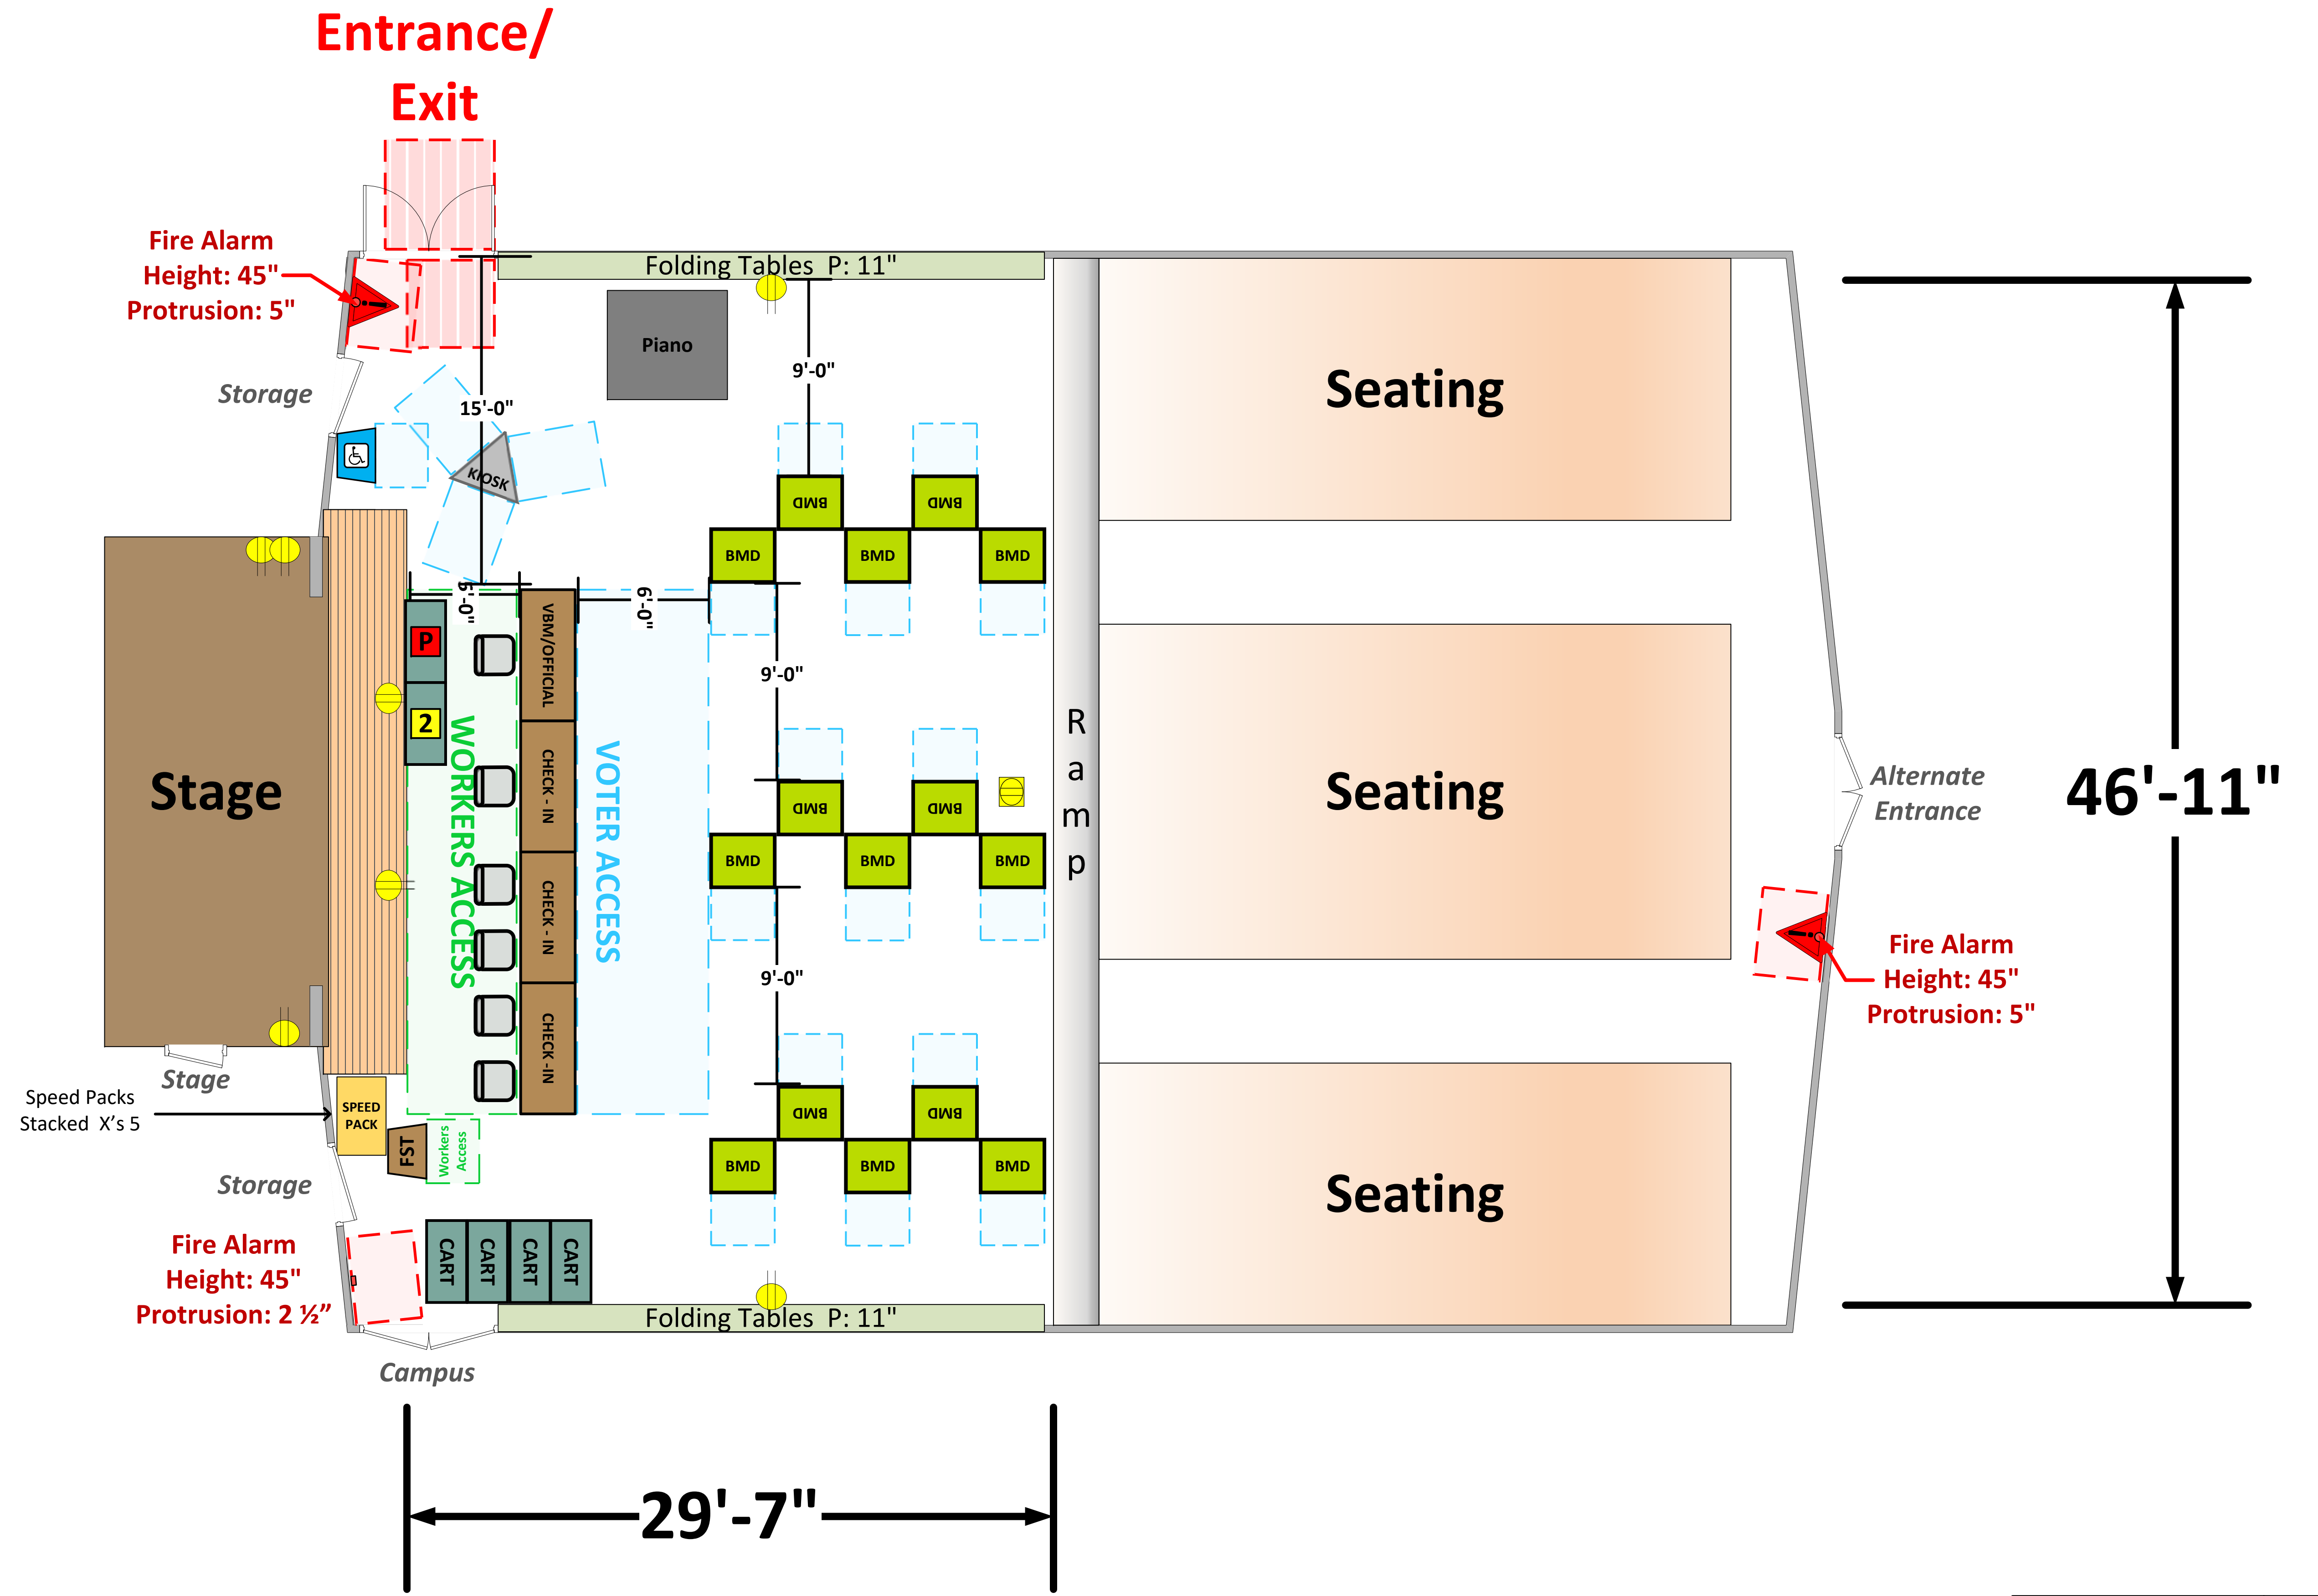 Entrance/
Exit
Fire Alarm
Height: 45"
Protrusion: 5"
Storage
Folding Tables  P: 11"
Piano
15'-0"
9'-0"
KIOSK
Seating
BMD
BMD
BMD
BMD
BMD
5'-0"
6'-0"
P
2
VBM/OFFICIAL
CHECK - IN
CHECK - IN
CHECK -IN
WORKERS ACCESS
VOTER ACCESS
9'-0"
Stage
BMD
BMD
BMD
BMD
BMD
Ramp
Seating
Alternate
Entrance
46'-11"
9'-0"
Fire Alarm
Height: 45"
Protrusion: 5"
Stage
Speed Packs
Stacked  X's 5
SPEED
PACK
FST
Workers
Access
BMD
BMD
BMD
BMD
BMD
Seating
Storage
Fire Alarm
Height: 45"
Protrusion: 2 ½”
CART
CART
CART
CART
Folding Tables  P: 11"
Campus
29'-7"